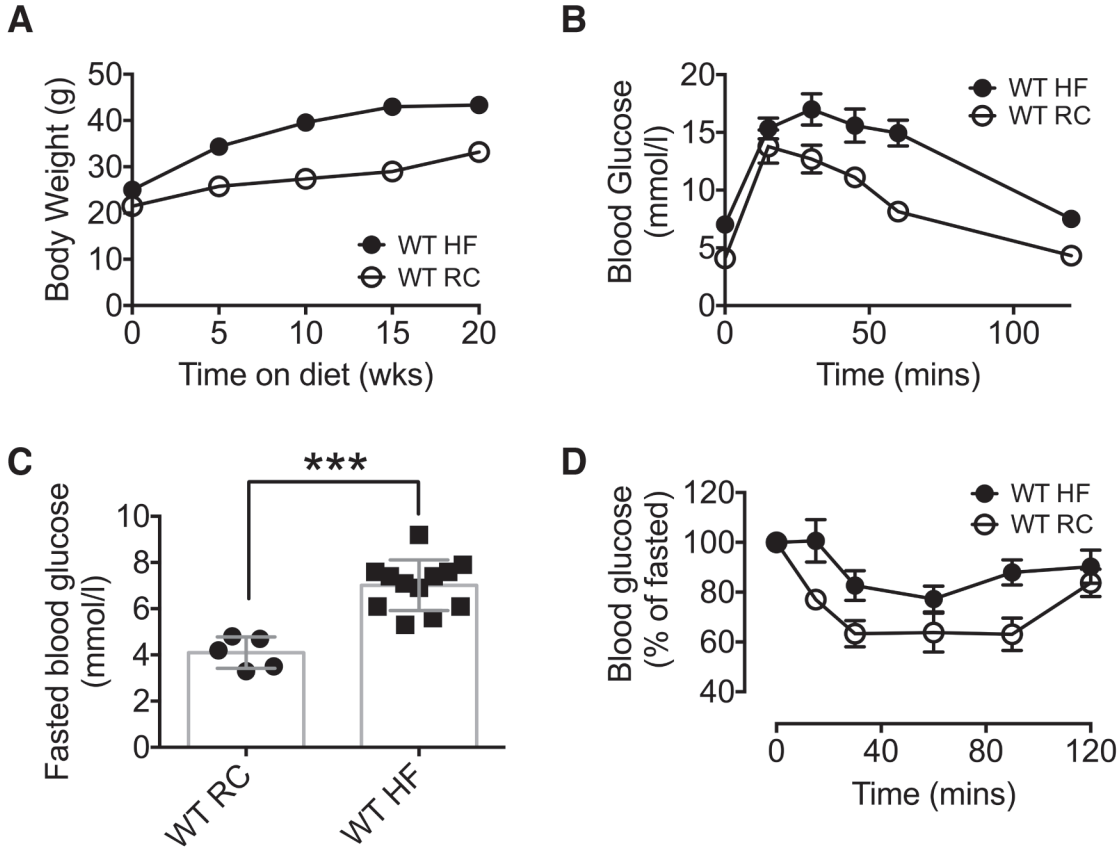 A
Body Weight (g)
50
40
30
20
10
0
WT HF
WT RC
0 5 10 15 20
Time on diet (wks)
B
Blood Glucose
(mmol/l)
20
15
10
5
0
WT HF
WT RC
0 50 100
Time (mins)
C
Fasted blood glucose
(mmol/l)
10
8
6
4
2
0
***
WT RC
WT HF
D
Blood glucose
(% of fasted)
120
100
80
60
40
WT HF
WT RC
0 40 80 120
Time (mins)